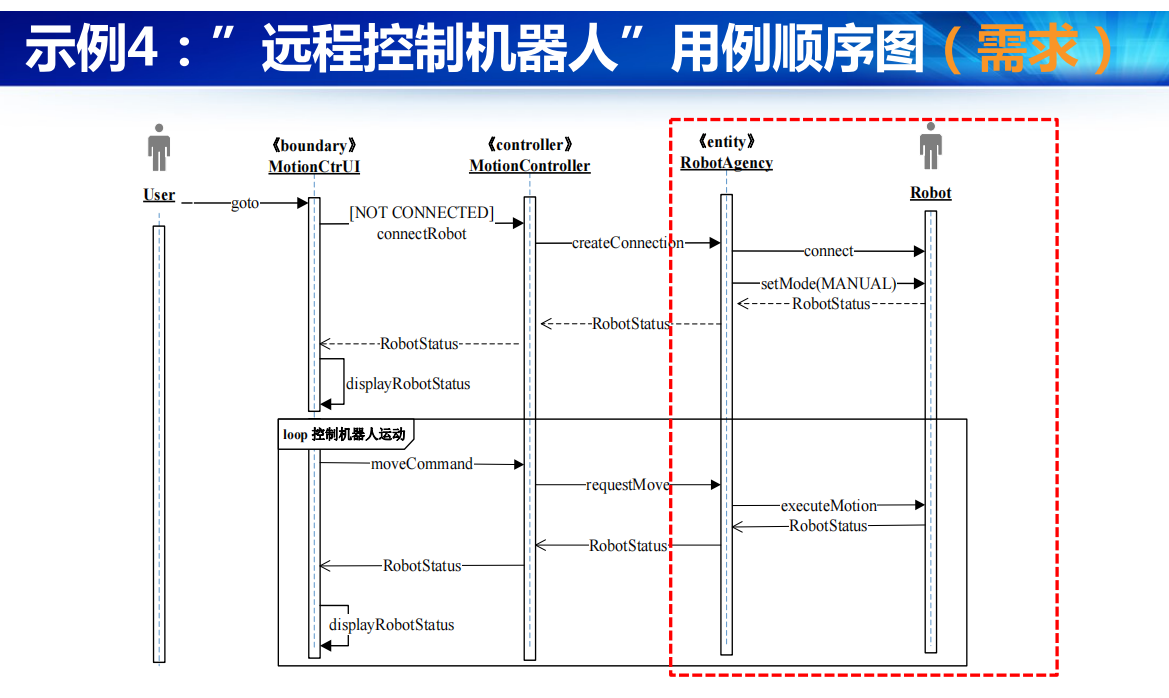 示例4：”远程控制机器人”用例顺序图（需求）
《boundary》
MotionCtrUI
《controller》
MotionController
《entity》
RobotAgency
User
Robot
goto
[NOT CONNECTED]
connectRobot
createConnection
connect
setMode(MANUAL)
RobotStatus
RobotStatus
RobotStatus
displayRobotStatus
loop 控制机器人运动
moveCommand
requestMove
executeMotion
RobotStatus
RobotStatus
RobotStatus
displayRobotStatus